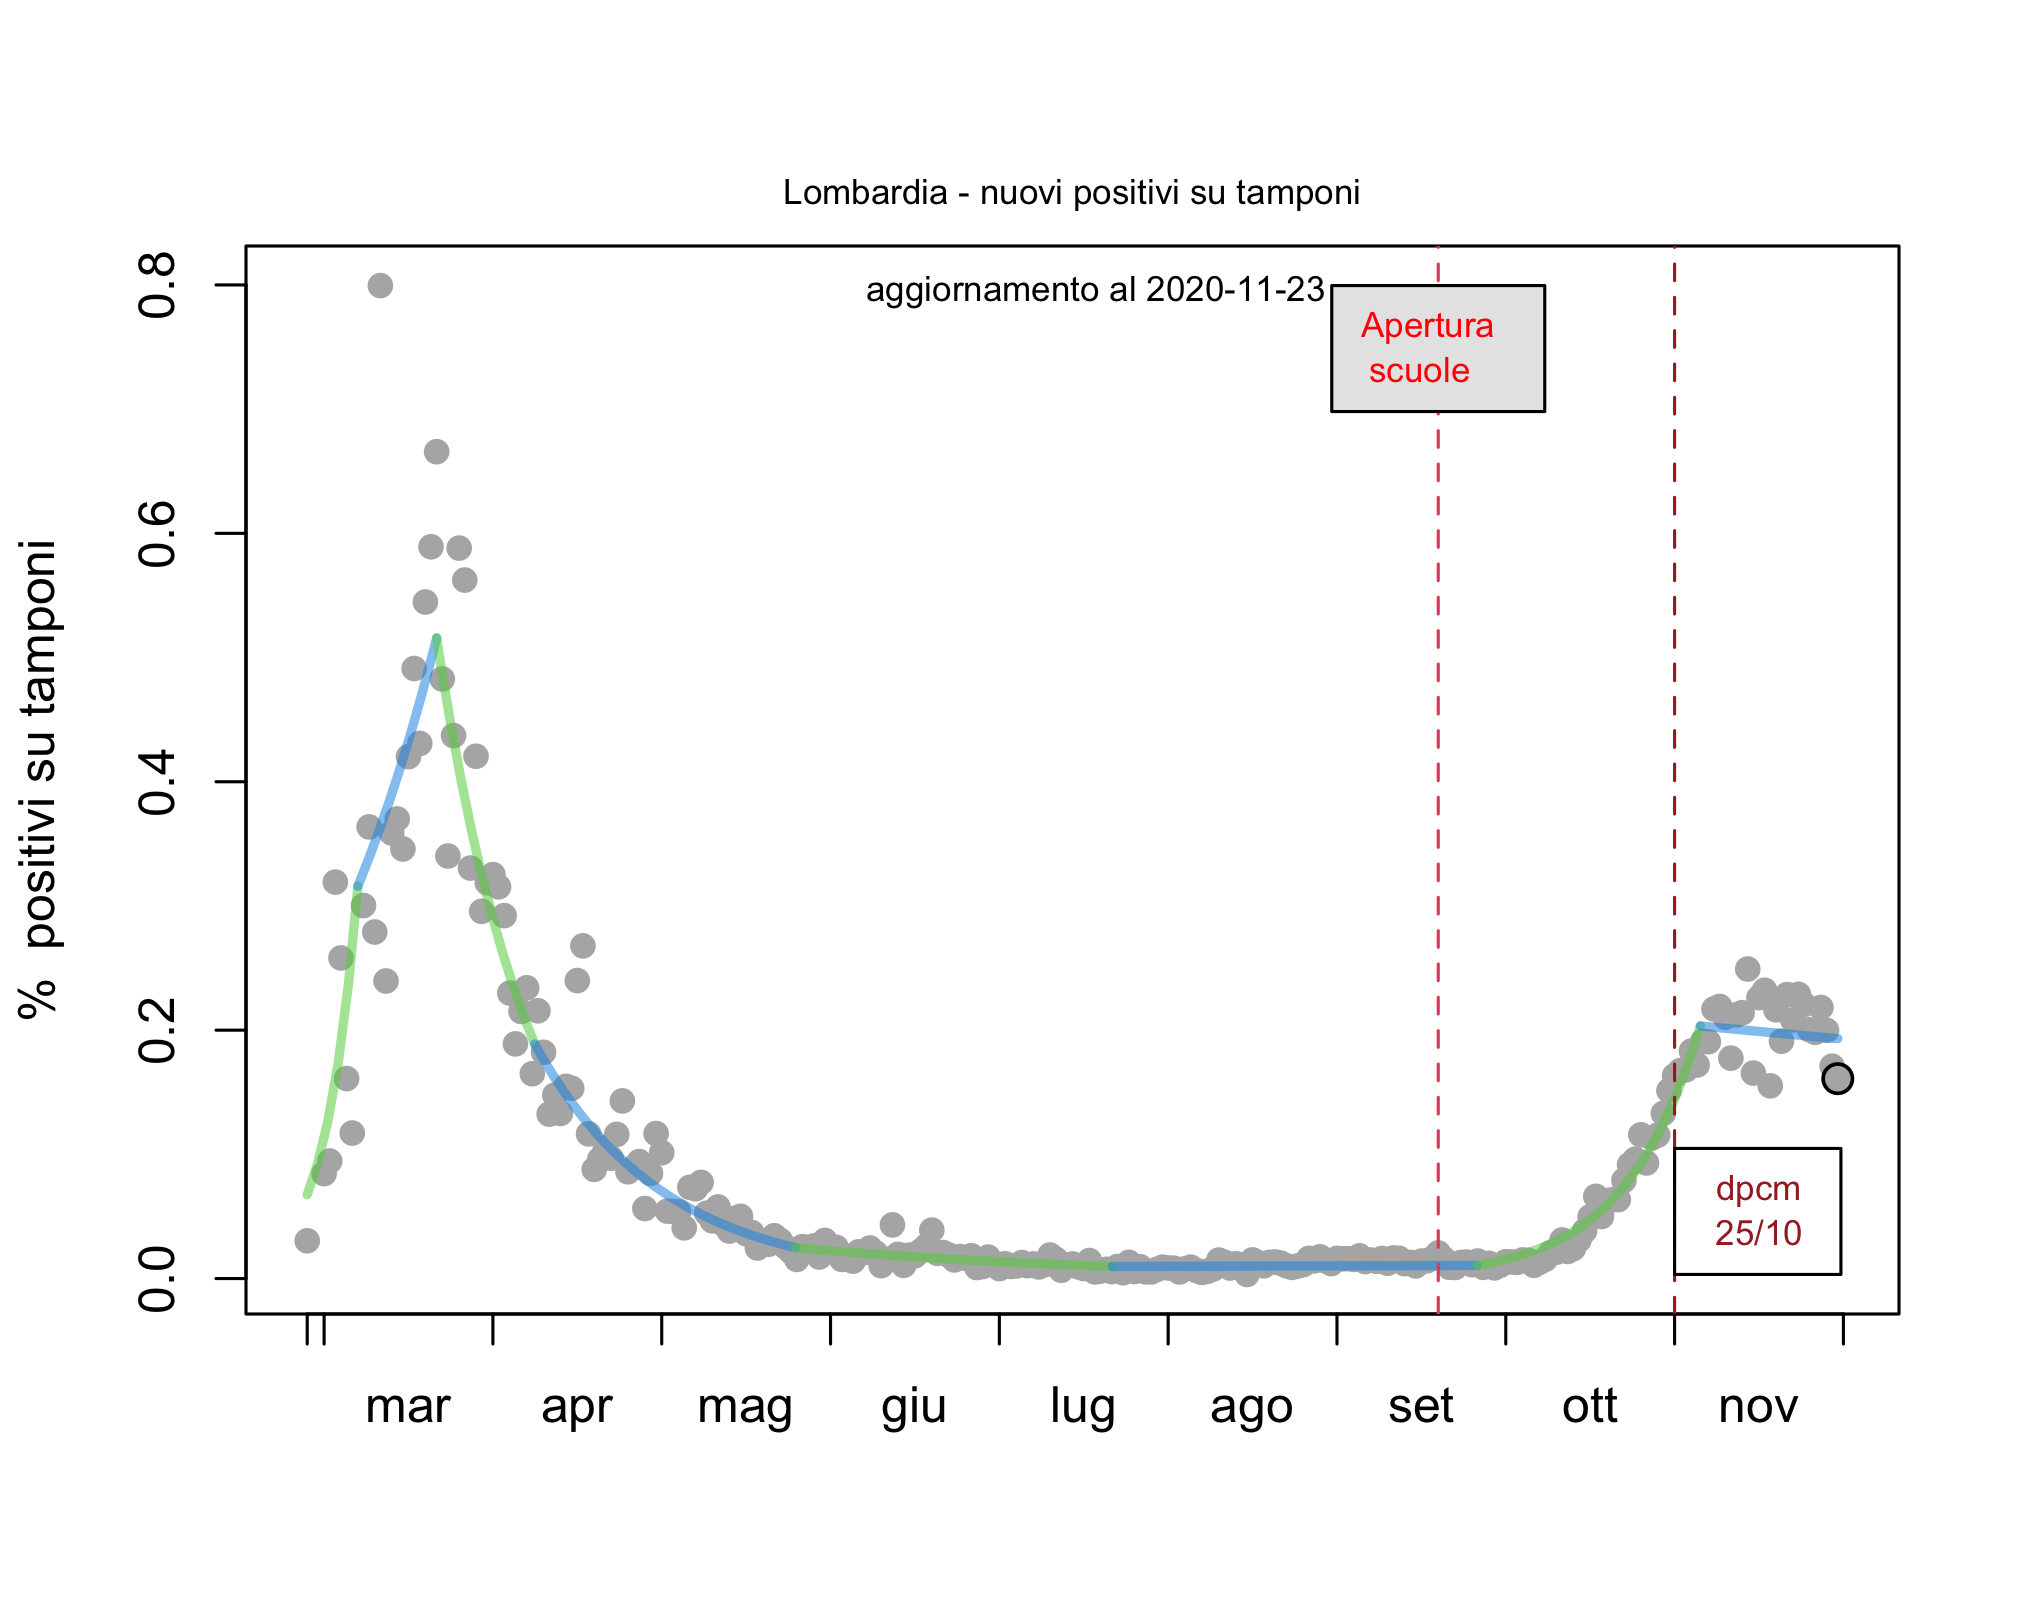 Lombardia - nuovi positivi su tamponi
aggiornamento al 2020-11-23
Apertura
scuole
% positivi su tamponi
0.8
0.6
0.4
0.2
0.0
dpcm
25/10
mar apr mag giu lug ago set ott nov